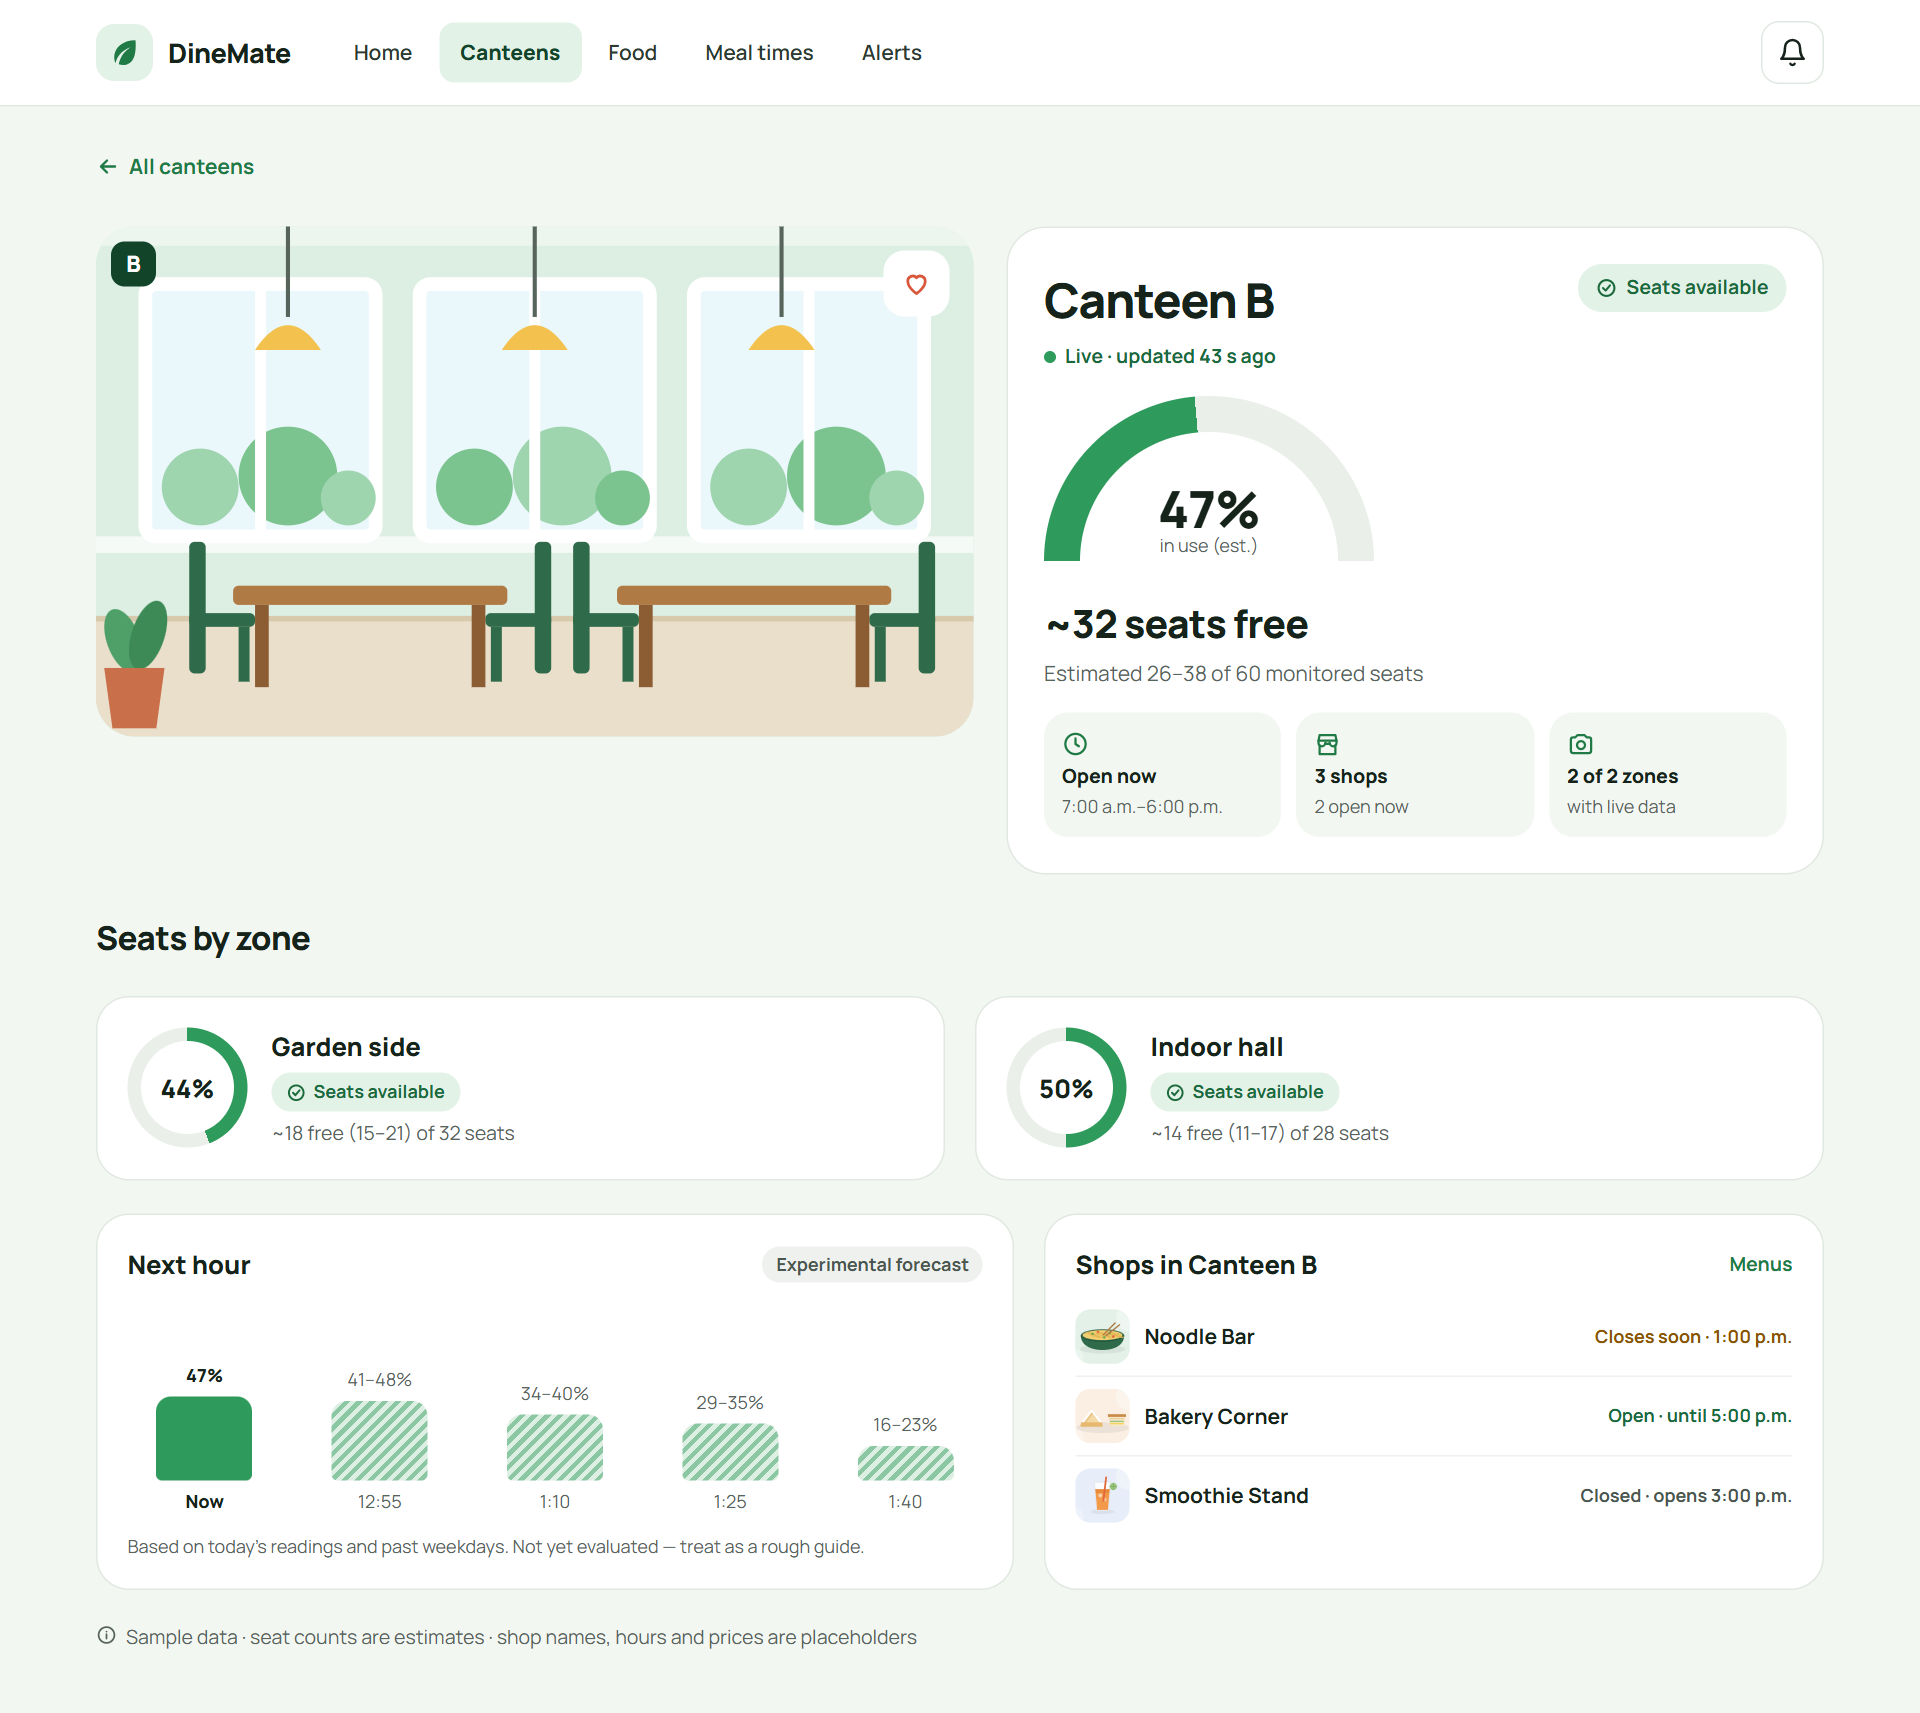 DineMate
Home
Canteens
Food
Meal times
Alerts
All canteens
B
Canteen B
Seats available
Live · updated 43 s ago
47%
in use (est.)
~32 seats free
Estimated 26–38 of 60 monitored seats
Open now
7:00 a.m.–6:00 p.m.
3 shops
2 open now
2 of 2 zones
with live data
Seats by zone
44%
Garden side
Seats available
~18 free (15–21) of 32 seats
50%
Indoor hall
Seats available
~14 free (11–17) of 28 seats
Next hour
Experimental forecast
47%
41–48%
34–40%
29–35%
16–23%
Now
12:55
1:10
1:25
1:40
Based on today's readings and past weekdays. Not yet evaluated — treat as a rough guide.
Shops in Canteen B
Menus
Noodle Bar
Closes soon · 1:00 p.m.
Bakery Corner
Open · until 5:00 p.m.
Smoothie Stand
Closed · opens 3:00 p.m.
Sample data · seat counts are estimates · shop names, hours and prices are placeholders